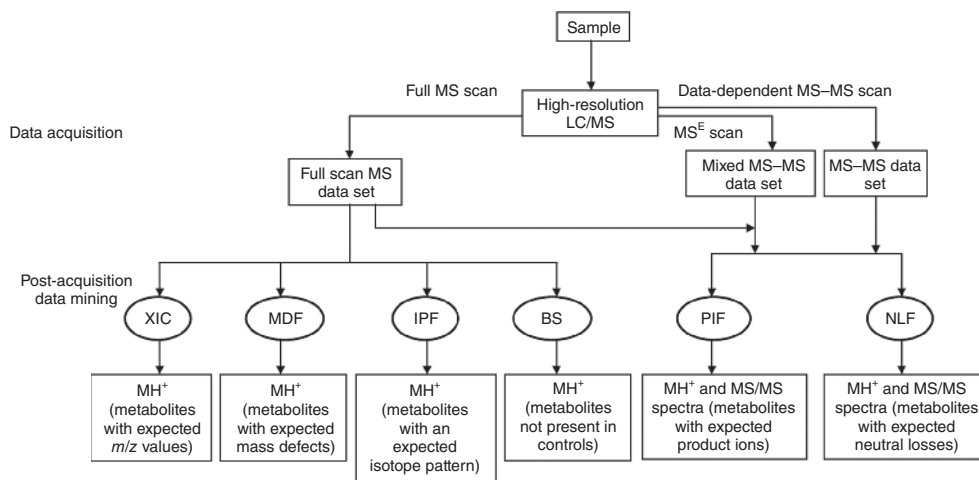 Sample
Full MS scan
Data-dependent MS–MS scan
High-resolution
LC/MS
Data acquisition
MS^E scan
Full scan MS
data set
Mixed MS–MS
data set
MS–MS data
set
Post-acquisition
data mining
XIC
MDF
IPF
BS
PIF
NLF
MH⁺
(metabolites
with expected
m/z values)
MH⁺
(metabolites
with expected
mass defects)
MH⁺
(metabolites
with an
expected
isotope pattern)
MH⁺
(metabolites
not present in
controls)
MH⁺ and MS/MS
spectra (metabolites
with expected
product ions)
MH⁺ and MS/MS
spectra (metabolites
with expected
neutral losses)